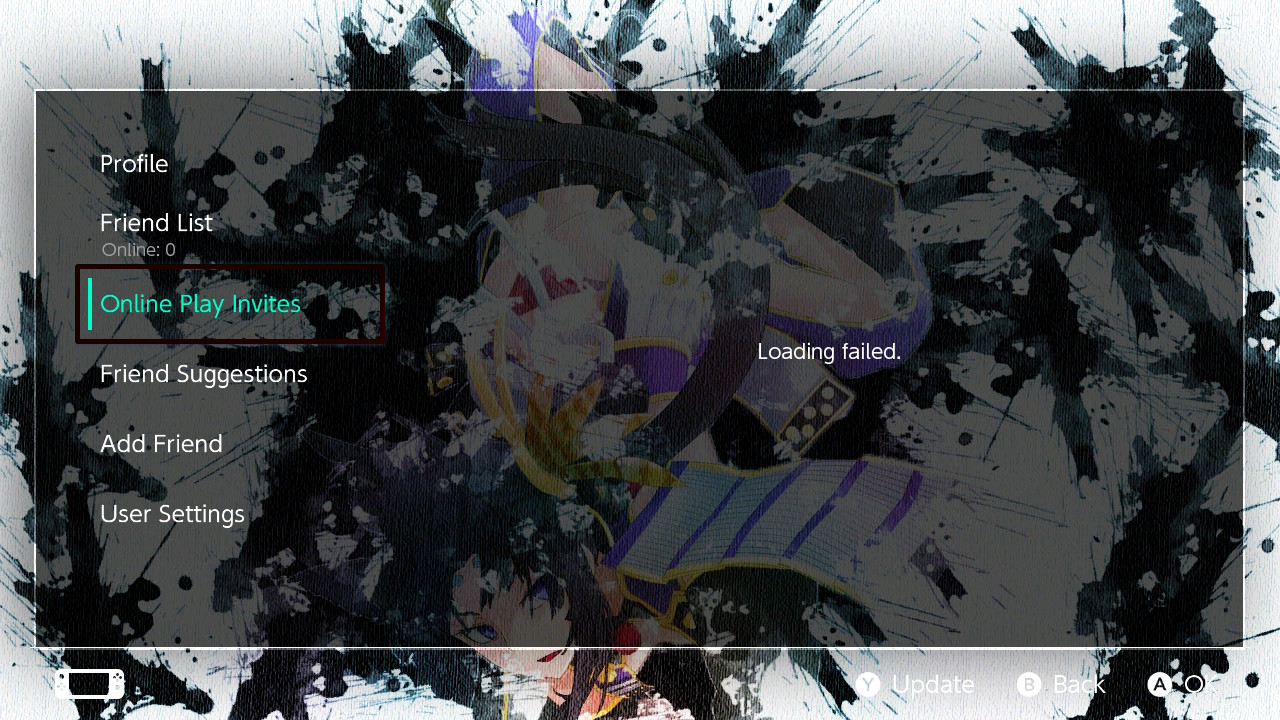 Profile
Friend List
Online: 0
Online Play Invites
Friend Suggestions
Add Friend
User Settings
Loading failed.
Y Update B Back A OK